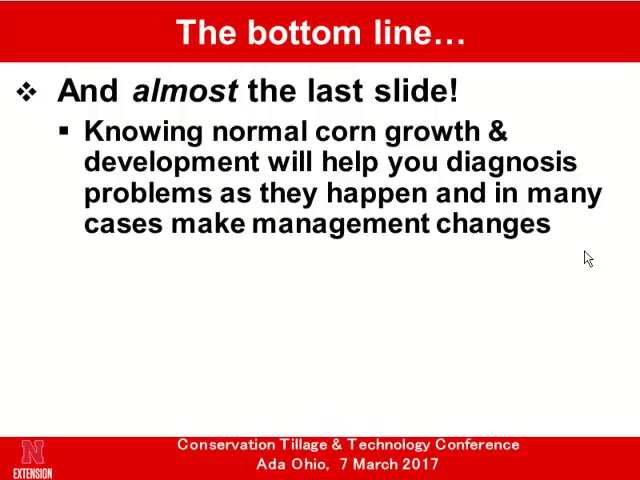 The bottom line…
❖ And almost the last slide!
▪ Knowing normal corn growth &
development will help you diagnosis
problems as they happen and in many
cases make management changes
Conservation Tillage & Technology Conference
Ada Ohio, 7 March 2017
N
EXTENSION